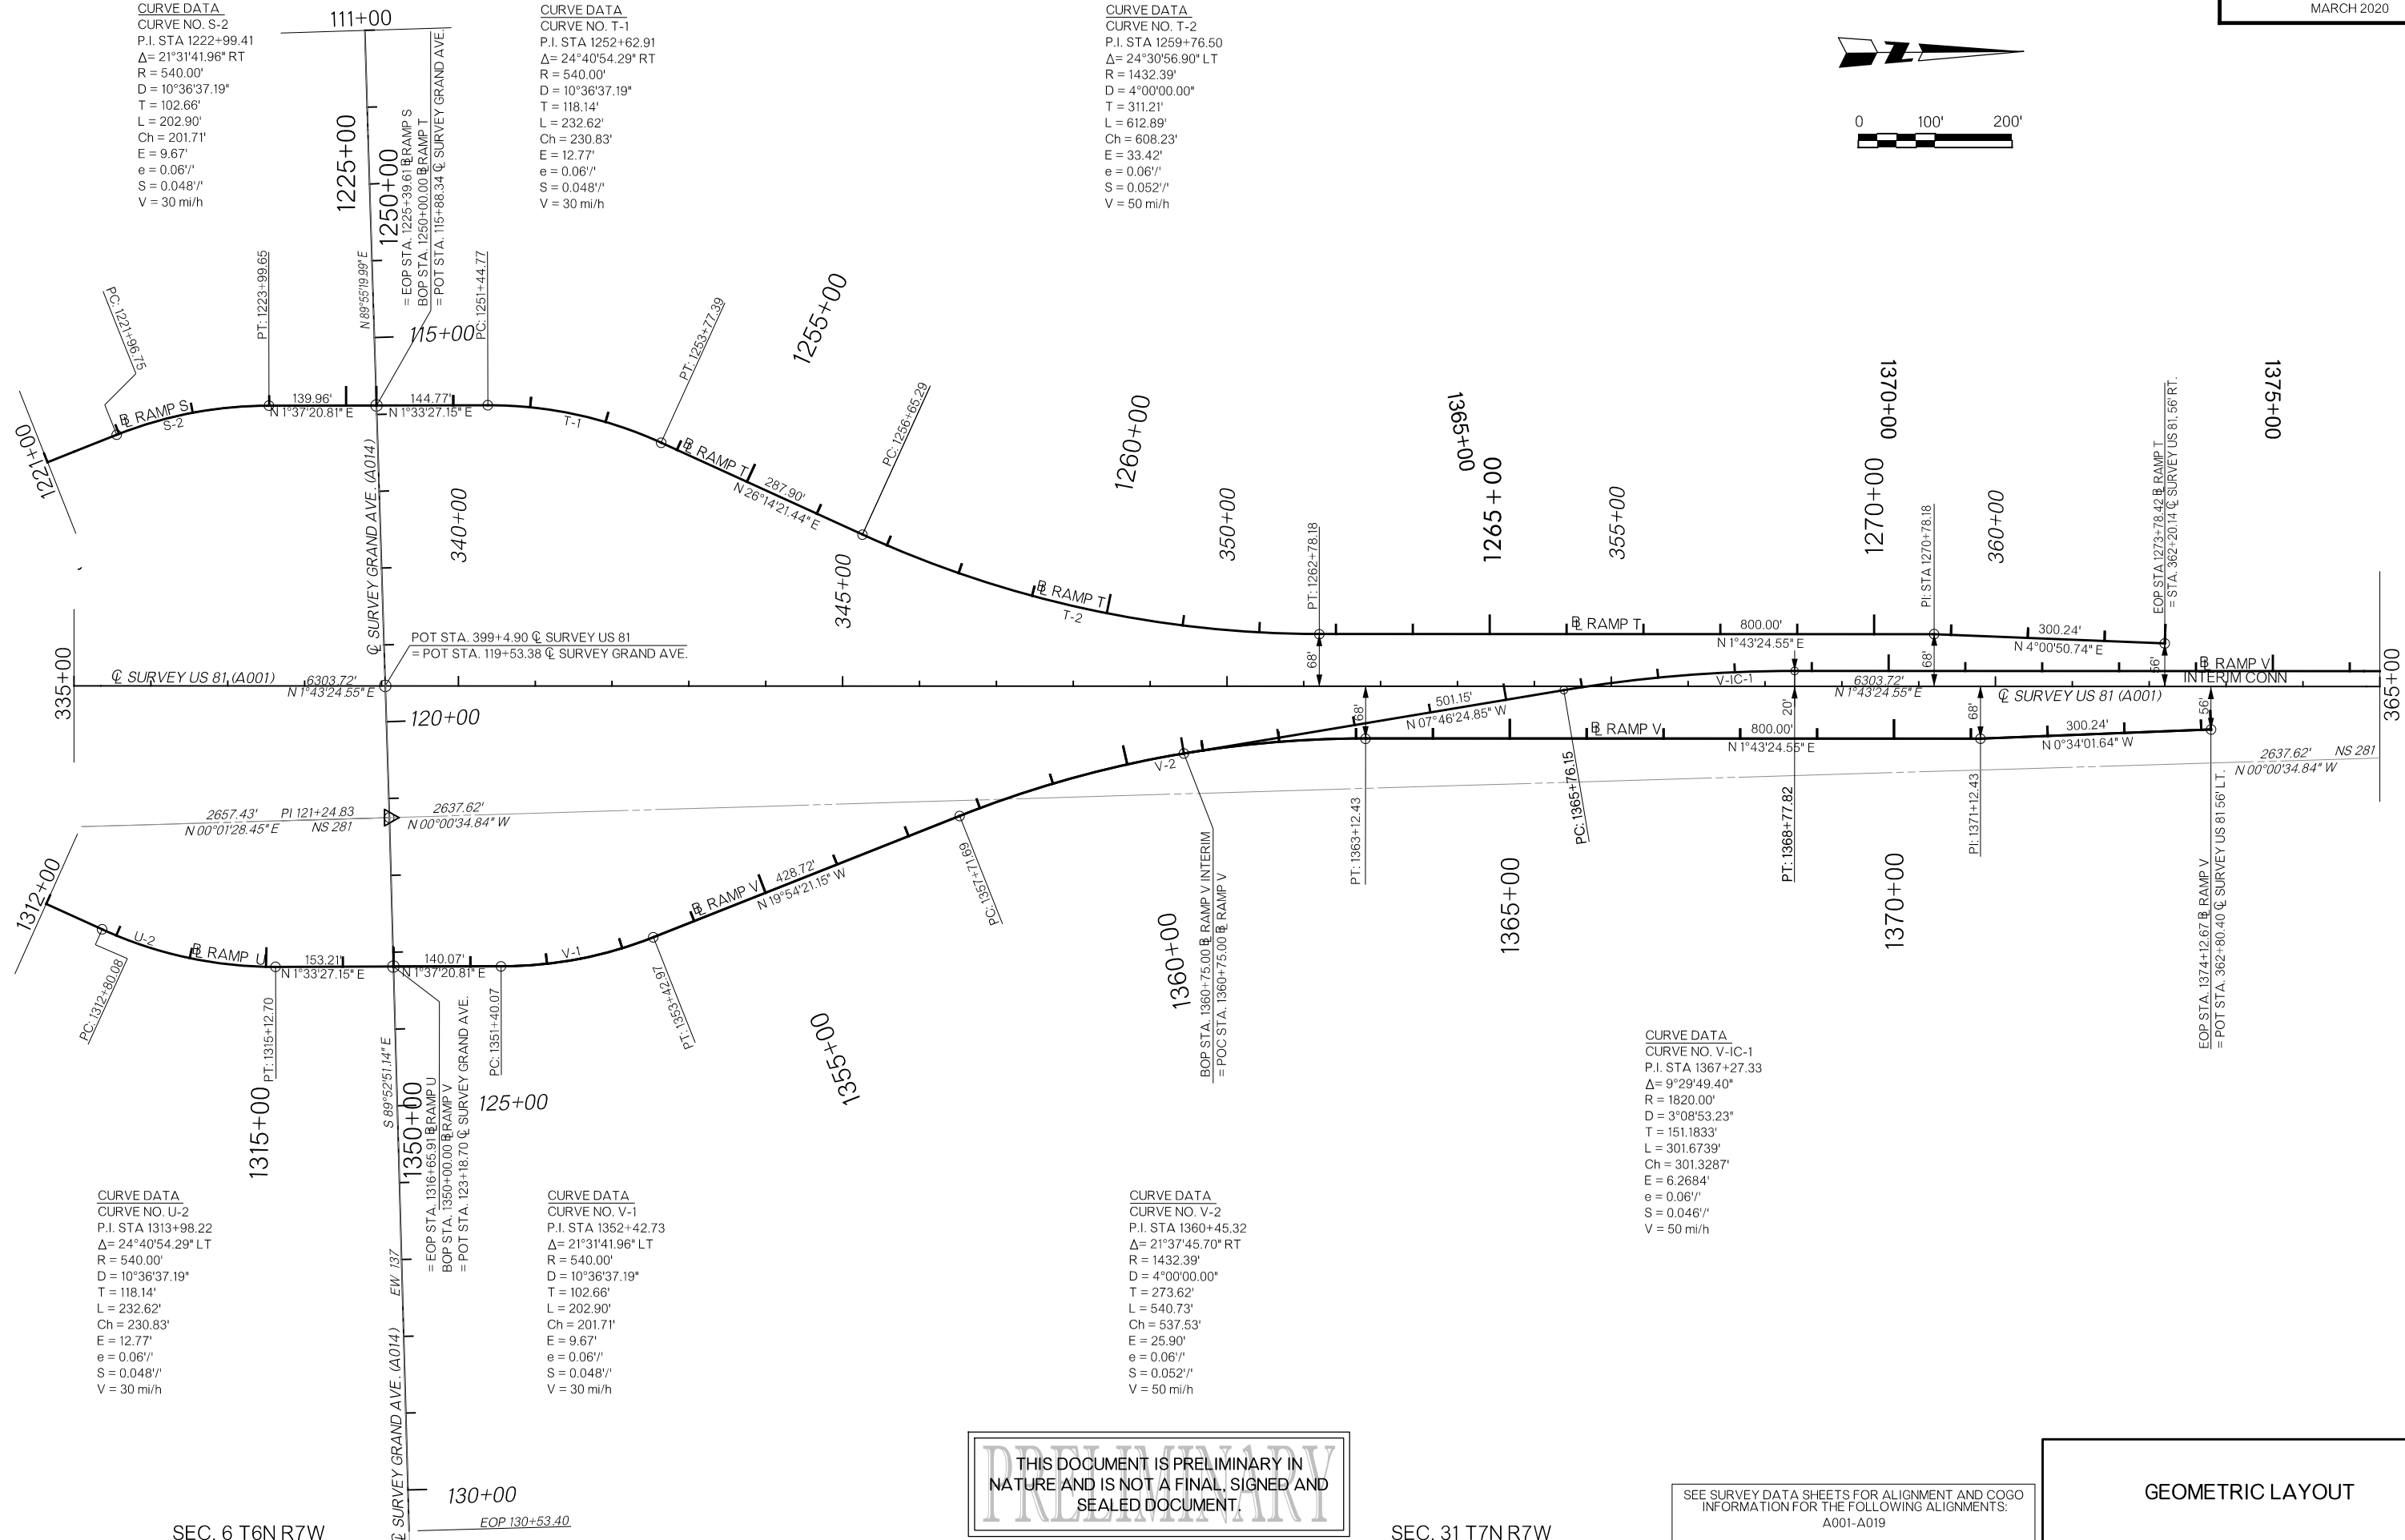 MARCH 2020
CURVE DATA
CURVE NO. S-2
P.I. STA 1222+99.41
Δ= 21°31'41.96" RT
R = 540.00'
D = 10°36'37.19"
T = 102.66'
L = 202.90'
Ch = 201.71'
E = 9.67'
e = 0.06'/'
S = 0.048'/'
V = 30 mi/h
CURVE DATA
CURVE NO. T-1
P.I. STA 1252+62.91
Δ= 24°40'54.29" RT
R = 540.00'
D = 10°36'37.19"
T = 118.14'
L = 232.62'
Ch = 230.83'
E = 12.77'
e = 0.06'/'
S = 0.048'/'
V = 30 mi/h
CURVE DATA
CURVE NO. T-2
P.I. STA 1259+76.50
Δ= 24°30'56.90" LT
R = 1432.39'
D = 4°00'00.00"
T = 311.21'
L = 612.89'
Ch = 608.23'
E = 33.42'
e = 0.06'/'
S = 0.052'/'
V = 50 mi/h
Z
0 100' 200'
111+00
1225+00
1250+00
= EOP STA. 1225+39.61 ℄ RAMP S
BOP STA. 1250+00.00 ℄ RAMP T
= POT STA. 115+88.34 ℄ SURVEY GRAND AVE.
N 89°55'19.99" E
115+00
PC: 1221+96.75
PT: 1223+99.65
PC: 1251+44.77
PT: 1253+77.39
1255+00
PC: 1256+65.29
1260+00
1365+00
1265+00
1370+00
1270+00
1375+00
1221+00
℄ RAMP S
S-2
139.96'
N 1°37'20.81" E
144.77'
N 1°33'27.15" E
T-1
℄ RAMP T
287.90'
N 26°14'21.44" E
℄ SURVEY GRAND AVE. (A014)
340+00
345+00
350+00
355+00
360+00
℄ RAMP T
T-2
PT: 1262+78.18
68'
℄ RAMP T
800.00'
N 1°43'24.55" E
PI: STA 1270+78.18
68'
300.24'
N 4°00'50.74" E
EOP STA 1273+78.42 ℄ RAMP T
= STA. 362+20.14 ℄ SURVEY US 81, 56' RT.
56'
335+00
℄ SURVEY US 81 (A001)
6303.72'
N 1°43'24.55" E
POT STA. 399+4.90 ℄ SURVEY US 81
= POT STA. 119+53.38 ℄ SURVEY GRAND AVE.
120+00
501.15'
N 07°46'24.85" W
V-IC-1
6303.72'
N 1°43'24.55" E
℄ RAMP V
INTERIM CONN
℄ SURVEY US 81 (A001)
365+00
68'
℄ RAMP V
800.00'
N 1°43'24.55" E
20'
68'
300.24'
N 0°34'01.64" W
56'
2637.62' NS 281
N 00°00'34.84" W
2657.43' PI 121+24.83
N 00°01'28.45" E NS 281
2637.62'
N 00°00'34.84" W
V-2
PC: 1365+76.15
PT: 1363+12.43
PT: 1368+77.82
PI: 1371+12.43
EOP STA. 1374+12.67 ℄ RAMP V
= POT STA. 362+80.40 ℄ SURVEY US 81 56' LT.
1312+00
PC: 1312+80.08
U-2
℄ RAMP U
153.21'
N 1°33'27.15" E
140.07'
N 1°37'20.81" E
V-1
℄ RAMP V
428.72'
N 19°54'21.15" W
PC: 1357+71.69
PT: 1353+42.97
PT: 1315+12.70
PC: 1351+40.07
1315+00
1350+00
S 89°52'51.14" E
= EOP STA. 1316+65.91 ℄ RAMP U
BOP STA. 1350+00.00 ℄ RAMP V
= POT STA. 123+18.70 ℄ SURVEY GRAND AVE.
125+00
1355+00
1360+00
BOP STA. 1360+75.00 ℄ RAMP V INTERIM
= POC STA. 1360+75.00 ℄ RAMP V
1365+00
1370+00
CURVE DATA
CURVE NO. V-IC-1
P.I. STA 1367+27.33
Δ= 9°29'49.40"
R = 1820.00'
D = 3°08'53.23"
T = 151.1833'
L = 301.6739'
Ch = 301.3287'
E = 6.2684'
e = 0.06'/'
S = 0.046'/'
V = 50 mi/h
CURVE DATA
CURVE NO. U-2
P.I. STA 1313+98.22
Δ= 24°40'54.29" LT
R = 540.00'
D = 10°36'37.19"
T = 118.14'
L = 232.62'
Ch = 230.83'
E = 12.77'
e = 0.06'/'
S = 0.048'/'
V = 30 mi/h
CURVE DATA
CURVE NO. V-1
P.I. STA 1352+42.73
Δ= 21°31'41.96" LT
R = 540.00'
D = 10°36'37.19"
T = 102.66'
L = 202.90'
Ch = 201.71'
E = 9.67'
e = 0.06'/'
S = 0.048'/'
V = 30 mi/h
CURVE DATA
CURVE NO. V-2
P.I. STA 1360+45.32
Δ= 21°37'45.70" RT
R = 1432.39'
D = 4°00'00.00"
T = 273.62'
L = 540.73'
Ch = 537.53'
E = 25.90'
e = 0.06'/'
S = 0.052'/'
V = 50 mi/h
EW 137
℄ SURVEY GRAND AVE. (A014)
130+00
EOP 130+53.40
SEC. 6 T6N R7W
PRELIMINARY
THIS DOCUMENT IS PRELIMINARY IN
NATURE AND IS NOT A FINAL, SIGNED AND
SEALED DOCUMENT.
SEC. 31 T7N R7W
SEE SURVEY DATA SHEETS FOR ALIGNMENT AND COGO
INFORMATION FOR THE FOLLOWING ALIGNMENTS:
A001-A019
GEOMETRIC LAYOUT